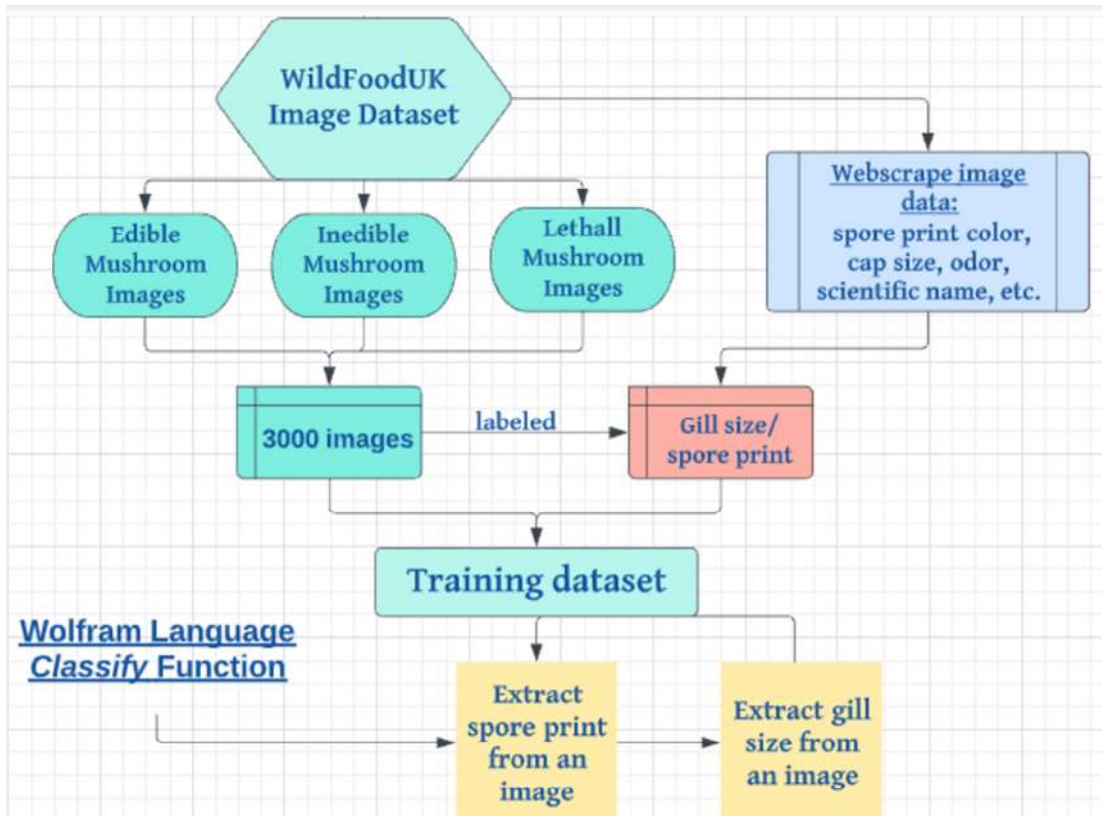 WildFoodUK
Image Dataset
Webscrape image
data:
spore print color,
cap size, odor,
scientific name, etc.
Edible
Mushroom
Images
Inedible
Mushroom
Images
Lethall
Mushroom
Images
3000 images
labeled
Gill size/
spore print
Training dataset
Wolfram Language
Classify Function
Extract
spore print
from an
image
Extract gill
size from
an image